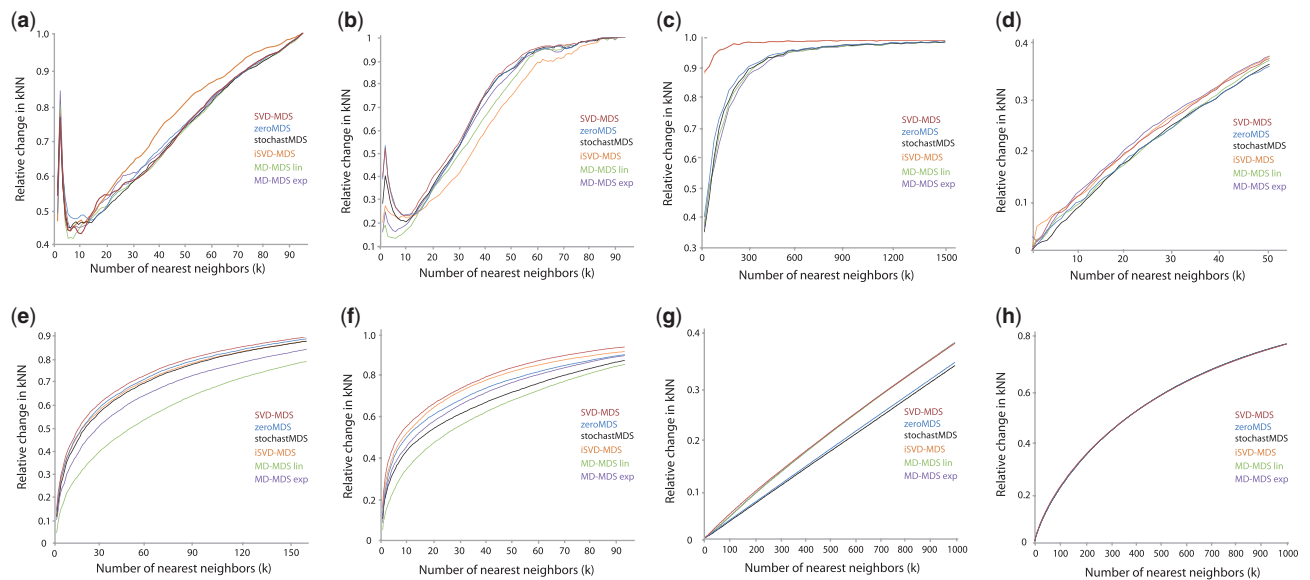 (a)
Relative change in kNN
1.0
0.9
0.8
0.7
0.6
0.5
0.4
0 10 20 30 40 50 60 70 80 90
Number of nearest neighbors (k)
SVD-MDS
zeroMDS
stochastMDS
iSVD-MDS
MD-MDS lin
MD-MDS exp
(b)
Relative change in kNN
1
0.9
0.8
0.7
0.6
0.5
0.4
0.3
0.2
0.1
0 10 20 30 40 50 60 70 80 90
Number of nearest neighbors (k)
SVD-MDS
zeroMDS
stochastMDS
iSVD-MDS
MD-MDS lin
MD-MDS exp
(c)
Relative change in kNN
1.0
0.9
0.8
0.7
0.6
0.5
0.4
0.3
0 300 600 900 1200 1500
Number of nearest neighbors (k)
SVD-MDS
zeroMDS
stochastMDS
iSVD-MDS
MD-MDS lin
MD-MDS exp
(d)
Relative change in kNN
0.4
0.3
0.2
0.1
0
10 20 30 40 50
Number of nearest neighbors (k)
SVD-MDS
zeroMDS
stochastMDS
iSVD-MDS
MD-MDS lin
MD-MDS exp
(e)
Relative change in kNN
0.9
0.8
0.7
0.6
0.5
0.4
0.3
0.2
0.1
0
0 30 60 90 120 150
Number of nearest neighbors (k)
SVD-MDS
zeroMDS
stochastMDS
iSVD-MDS
MD-MDS lin
MD-MDS exp
(f)
Relative change in kNN
1.0
0.8
0.6
0.4
0.2
0
0 10 20 30 40 50 60 70 80 90
Number of nearest neighbors (k)
SVD-MDS
zeroMDS
stochastMDS
iSVD-MDS
MD-MDS lin
MD-MDS exp
(g)
Relative change in kNN
0.4
0.3
0.2
0.1
0
0 100 200 300 400 500 600 700 800 900 1000
Number of nearest neighbors (k)
SVD-MDS
zeroMDS
stochastMDS
iSVD-MDS
MD-MDS lin
MD-MDS exp
(h)
Relative change in kNN
0.8
0.6
0.4
0.2
0
0 100 200 300 400 500 600 700 800 900 1000
Number of nearest neighbors (k)
SVD-MDS
zeroMDS
stochastMDS
iSVD-MDS
MD-MDS lin
MD-MDS exp